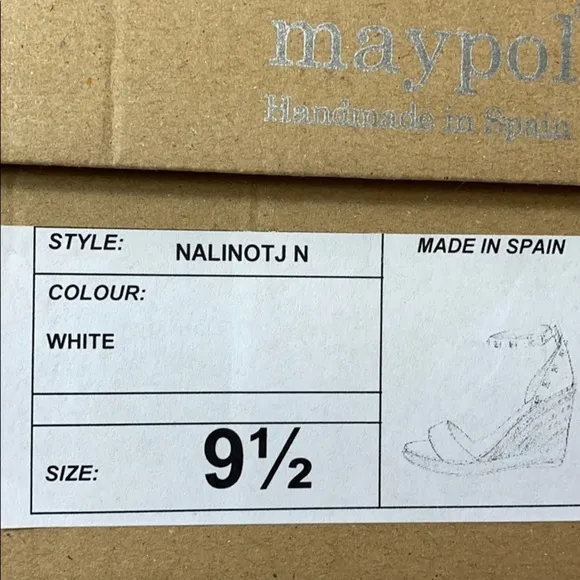 maypol
Handmade in Spain
STYLE: NALINOTJ N
MADE IN SPAIN
COLOUR:
WHITE
SIZE: 9½